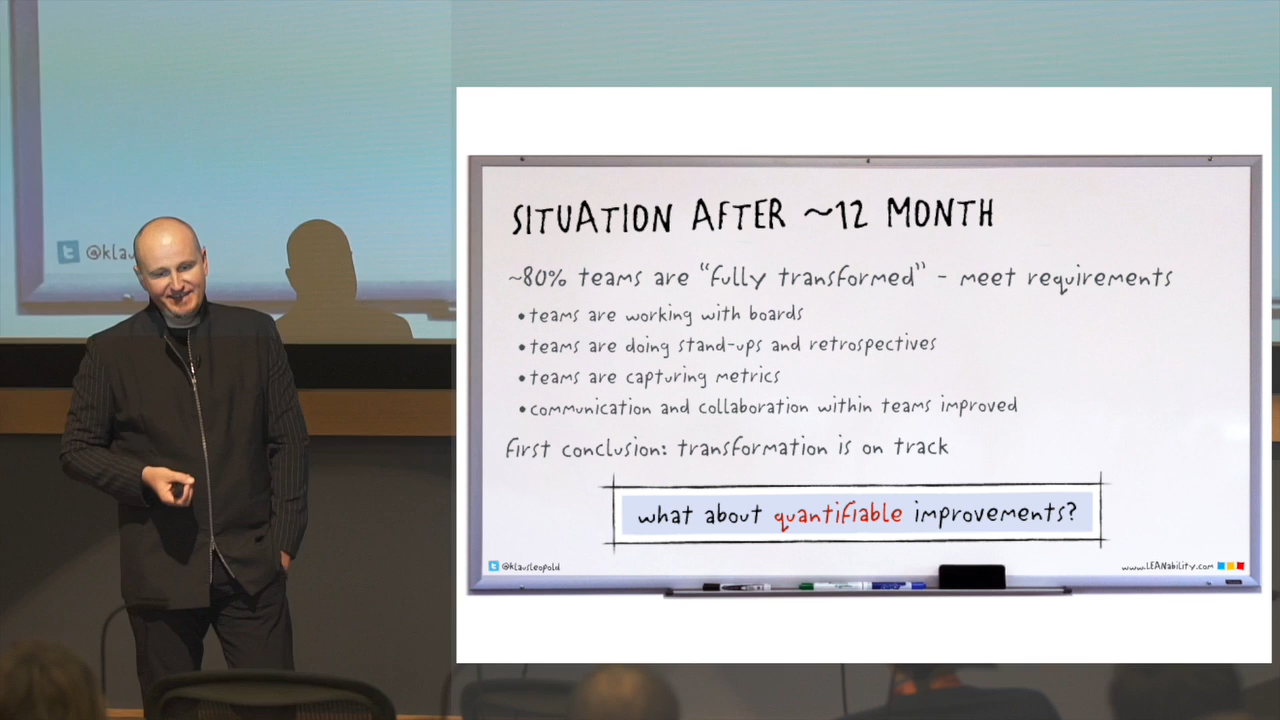 @klau
SITUATION AFTER ~12 MONTH
~80% teams are "fully transformed" - meet requirements
• teams are working with boards
• teams are doing stand-ups and retrospectives
• teams are capturing metrics
• communication and collaboration within teams improved
First conclusion: transformation is on track
what about quantifiable improvements?
@klausleopold
www.LEANability.com